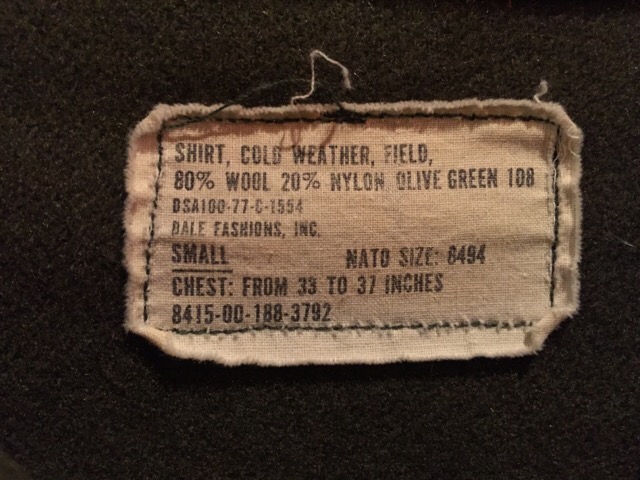 SHIRT, COLD WEATHER, FIELD,
80% WOOL 20% NYLON OLIVE GREEN 108
DSA100-77-C-1554
DALE FASHIONS, INC.
SMALL NATO SIZE: 8494
CHEST: FROM 33 TO 37 INCHES
8415-00-188-3792